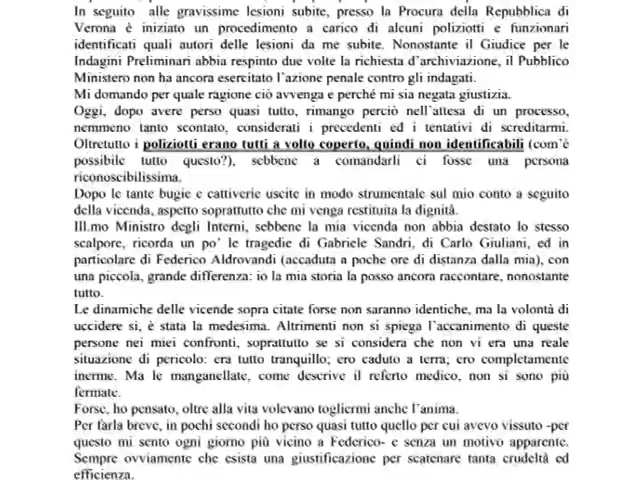 In seguito alle gravissime lesioni subite, presso la Procura della Repubblica di
Verona è iniziato un procedimento a carico di alcuni poliziotti e funzionari
identificati quali autori delle lesioni da me subite. Nonostante il Giudice per le
Indagini Preliminari abbia respinto due volte la richiesta d'archiviazione, il Pubblico
Ministero non ha ancora esercitato l'azione penale contro gli indagati.
Mi domando per quale ragione ciò avvenga e perché mi sia negata giustizia.
Oggi, dopo avere perso quasi tutto, rimango perciò nell'attesa di un processo,
nemmeno tanto scontato, considerati i precedenti ed i tentativi di screditarmi.
Oltretutto i poliziotti erano tutti a volto coperto, quindi non identificabili (com'è
possibile tutto questo?), sebbene a comandarli ci fosse una persona
riconoscibilissima.
Dopo le tante bugie e cattiverie uscite in modo strumentale sul mio conto a seguito
della vicenda, aspetto soprattutto che mi venga restituita la dignità.
Ill.mo Ministro degli Interni, sebbene la mia vicenda non abbia destato lo stesso
scalpore, ricorda un po' le tragedie di Gabriele Sandri, di Carlo Giuliani, ed in
particolare di Federico Aldrovandi (accaduta a poche ore di distanza dalla mia), con
una piccola, grande differenza: io la mia storia la posso ancora raccontare, nonostante
tutto.
Le dinamiche delle vicende sopra citate forse non saranno identiche, ma la volontà di
uccidere si, è stata la medesima. Altrimenti non si spiega l'accanimento di queste
persone nei miei confronti, soprattutto se si considera che non vi era una reale
situazione di pericolo: era tutto tranquillo; ero caduto a terra; ero completamente
inerme. Ma le manganellate, come descrive il referto medico, non si sono più
fermate.
Forse, ho pensato, oltre alla vita volevano togliermi anche l'anima.
Per farla breve, in pochi secondi ho perso quasi tutto quello per cui avevo vissuto -per
questo mi sento ogni giorno più vicino a Federico- e senza un motivo apparente.
Sempre ovviamente che esista una giustificazione per scatenare tanta crudeltà ed
efficienza.